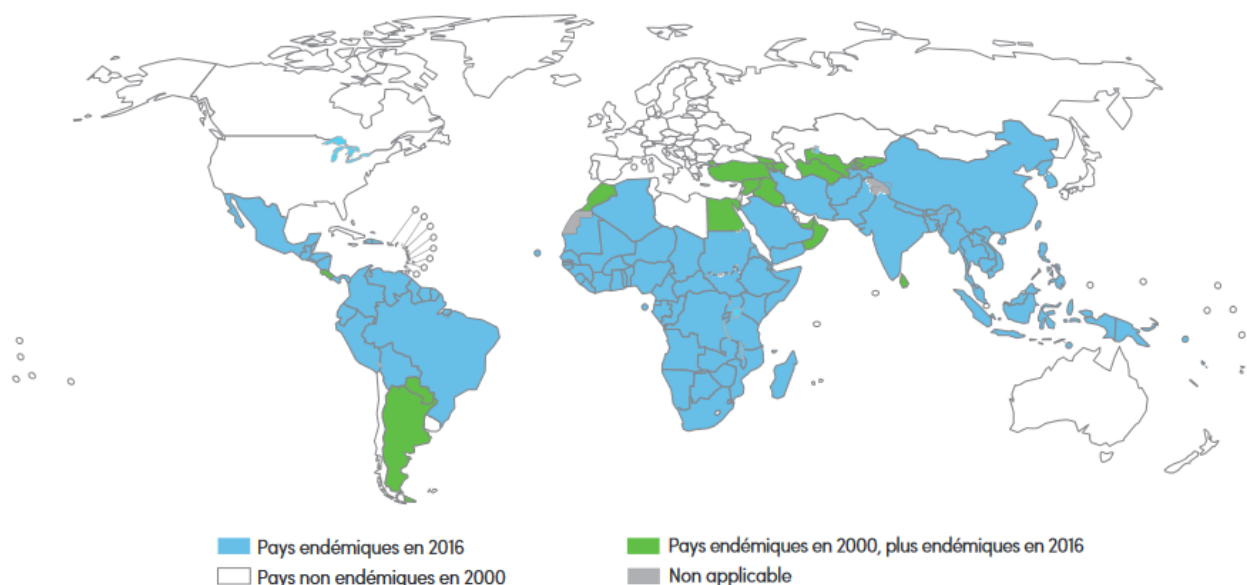 Pays endémiques en 2016
Pays endémiques en 2000, plus endémiques en 2016
Pays non endémiques en 2000
Non applicable